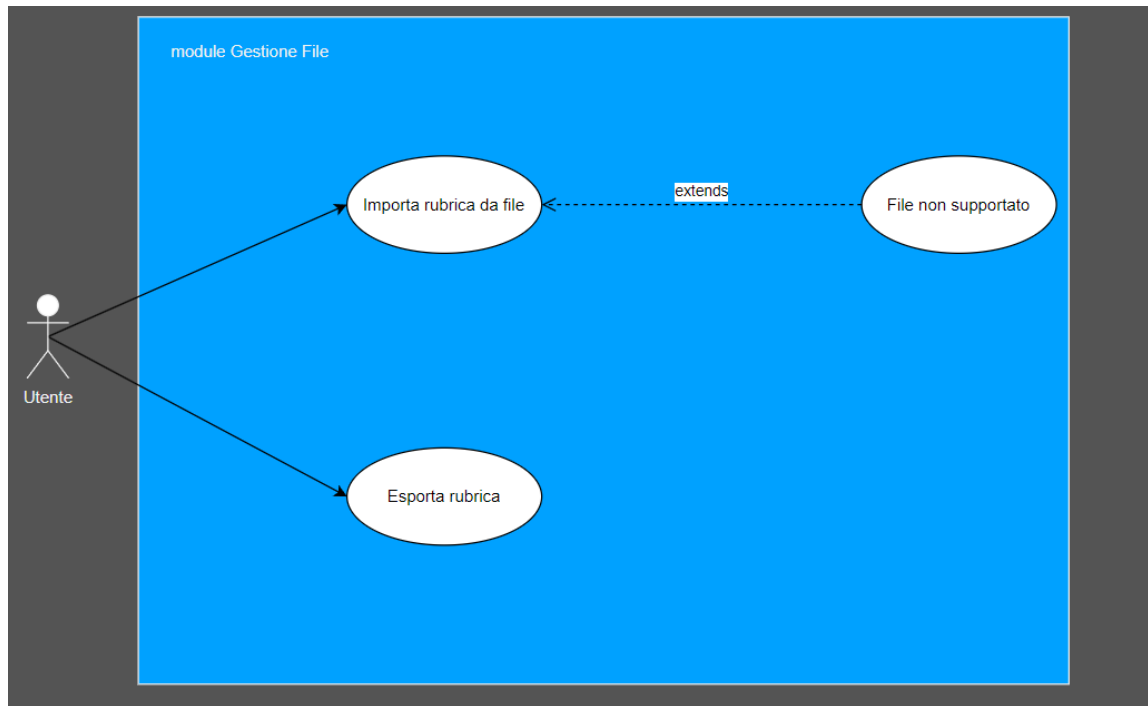 module Gestione File
Importa rubrica da file
extends
File non supportato
Utente
Esporta rubrica